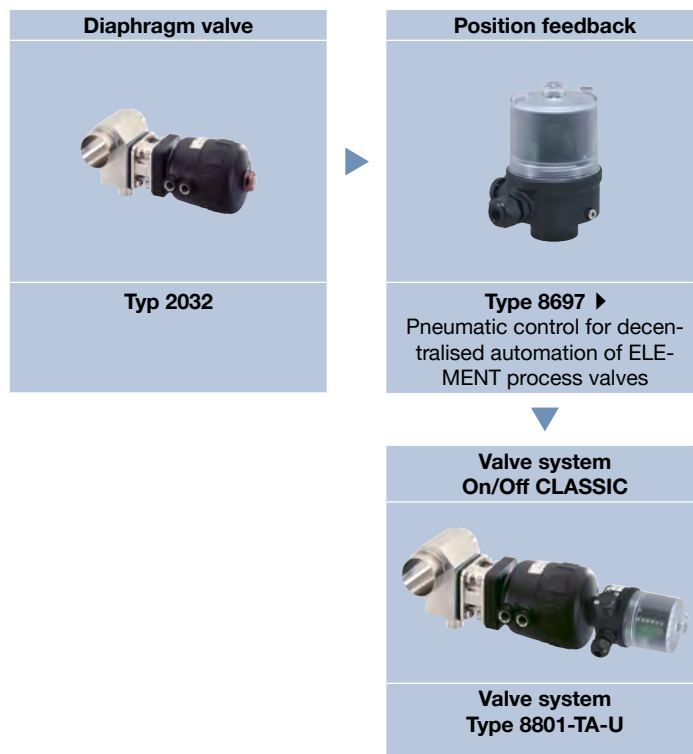 Diaphragm valve
Typ 2032
Position feedback
Type 8697 ▶
Pneumatic control for decen-
tralised automation of ELE-
MENT process valves
Valve system
On/Off CLASSIC
Valve system
Type 8801-TA-U